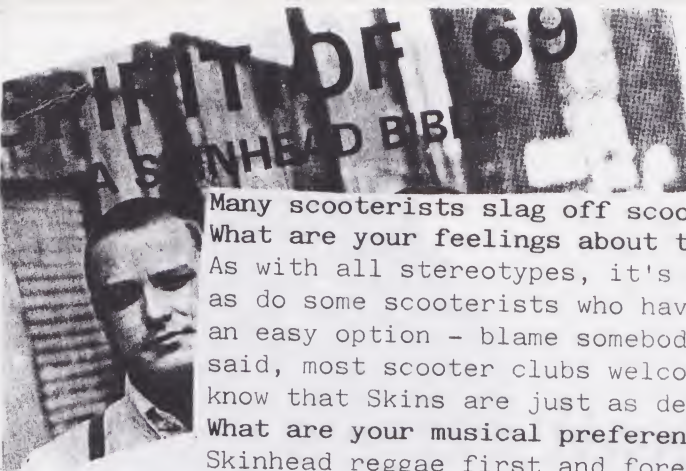 SPIRIT OF '69
A SKINHEAD BIBLE
Many scooterists slag off scoo
What are your feelings about t
As with all stereotypes, it's
as do some scooterists who hav
an easy option – blame somebod
said, most scooter clubs welco
know that Skins are just as de
What are your musical preferen
Skinhead reggae first and fore